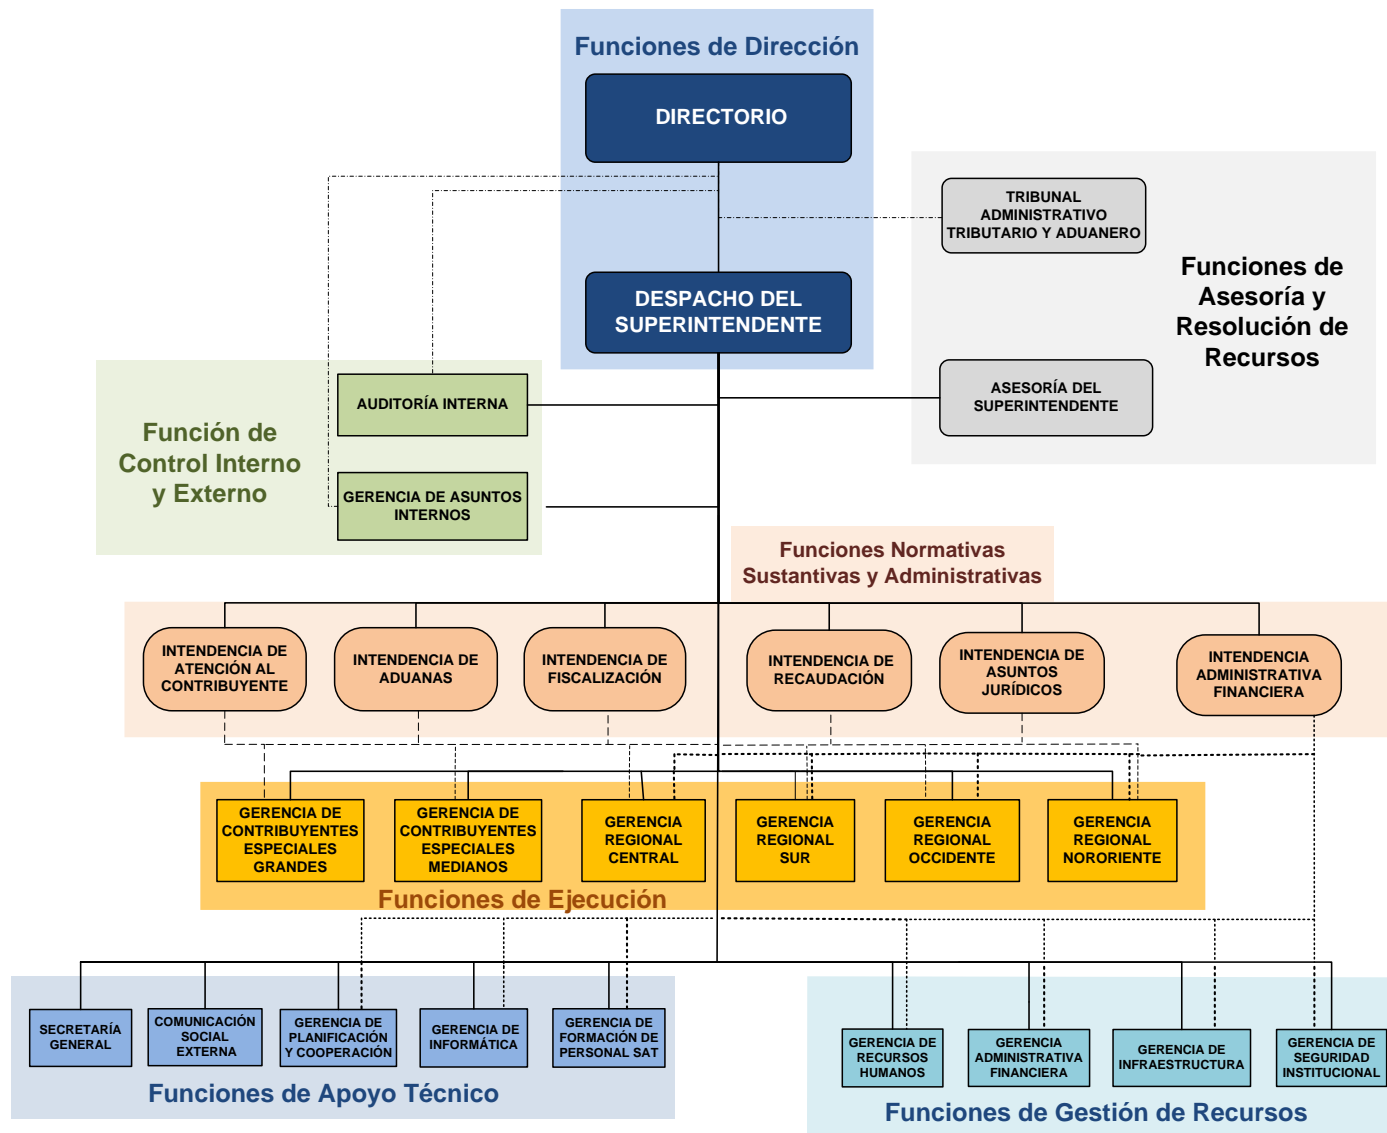 Funciones de Dirección
DIRECTORIO
TRIBUNAL
ADMINISTRATIVO
TRIBUTARIO Y ADUANERO
DESPACHO DEL
SUPERINTENDENTE
Funciones de
Asesoría y
Resolución de
Recursos
ASESORÍA DEL
SUPERINTENDENTE
AUDITORÍA INTERNA
Función de
Control Interno
y Externo
GERENCIA DE ASUNTOS
INTERNOS
Funciones Normativas
Sustantivas y Administrativas
INTENDENCIA DE
ATENCIÓN AL
CONTRIBUYENTE
INTENDENCIA DE
ADUANAS
INTENDENCIA DE
FISCALIZACIÓN
INTENDENCIA DE
RECAUDACIÓN
INTENDENCIA DE
ASUNTOS
JURÍDICOS
INTENDENCIA
ADMINISTRATIVA
FINANCIERA
GERENCIA DE
CONTRIBUYENTES
ESPECIALES
GRANDES
GERENCIA DE
CONTRIBUYENTES
ESPECIALES
MEDIANOS
GERENCIA
REGIONAL
CENTRAL
GERENCIA
REGIONAL
SUR
GERENCIA
REGIONAL
OCCIDENTE
GERENCIA
REGIONAL
NORORIENTE
Funciones de Ejecución
SECRETARÍA
GENERAL
COMUNICACIÓN
SOCIAL
EXTERNA
GERENCIA DE
PLANIFICACIÓN
Y COOPERACIÓN
GERENCIA DE
INFORMÁTICA
GERENCIA DE
FORMACIÓN DE
PERSONAL SAT
Funciones de Apoyo Técnico
GERENCIA DE
RECURSOS
HUMANOS
GERENCIA
ADMINISTRATIVA
FINANCIERA
GERENCIA DE
INFRAESTRUCTURA
GERENCIA DE
SEGURIDAD
INSTITUCIONAL
Funciones de Gestión de Recursos